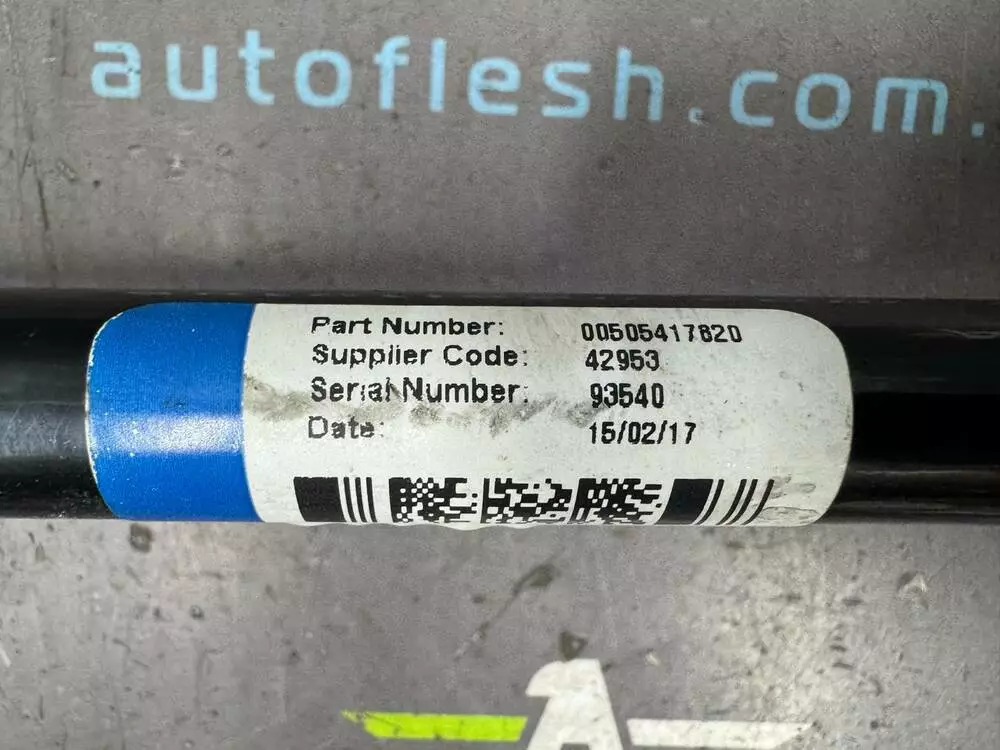 autoflesh.com.
Part Number: 00505417820
Supplier Code: 42953
Serial Number: 93540
Date: 15/02/17